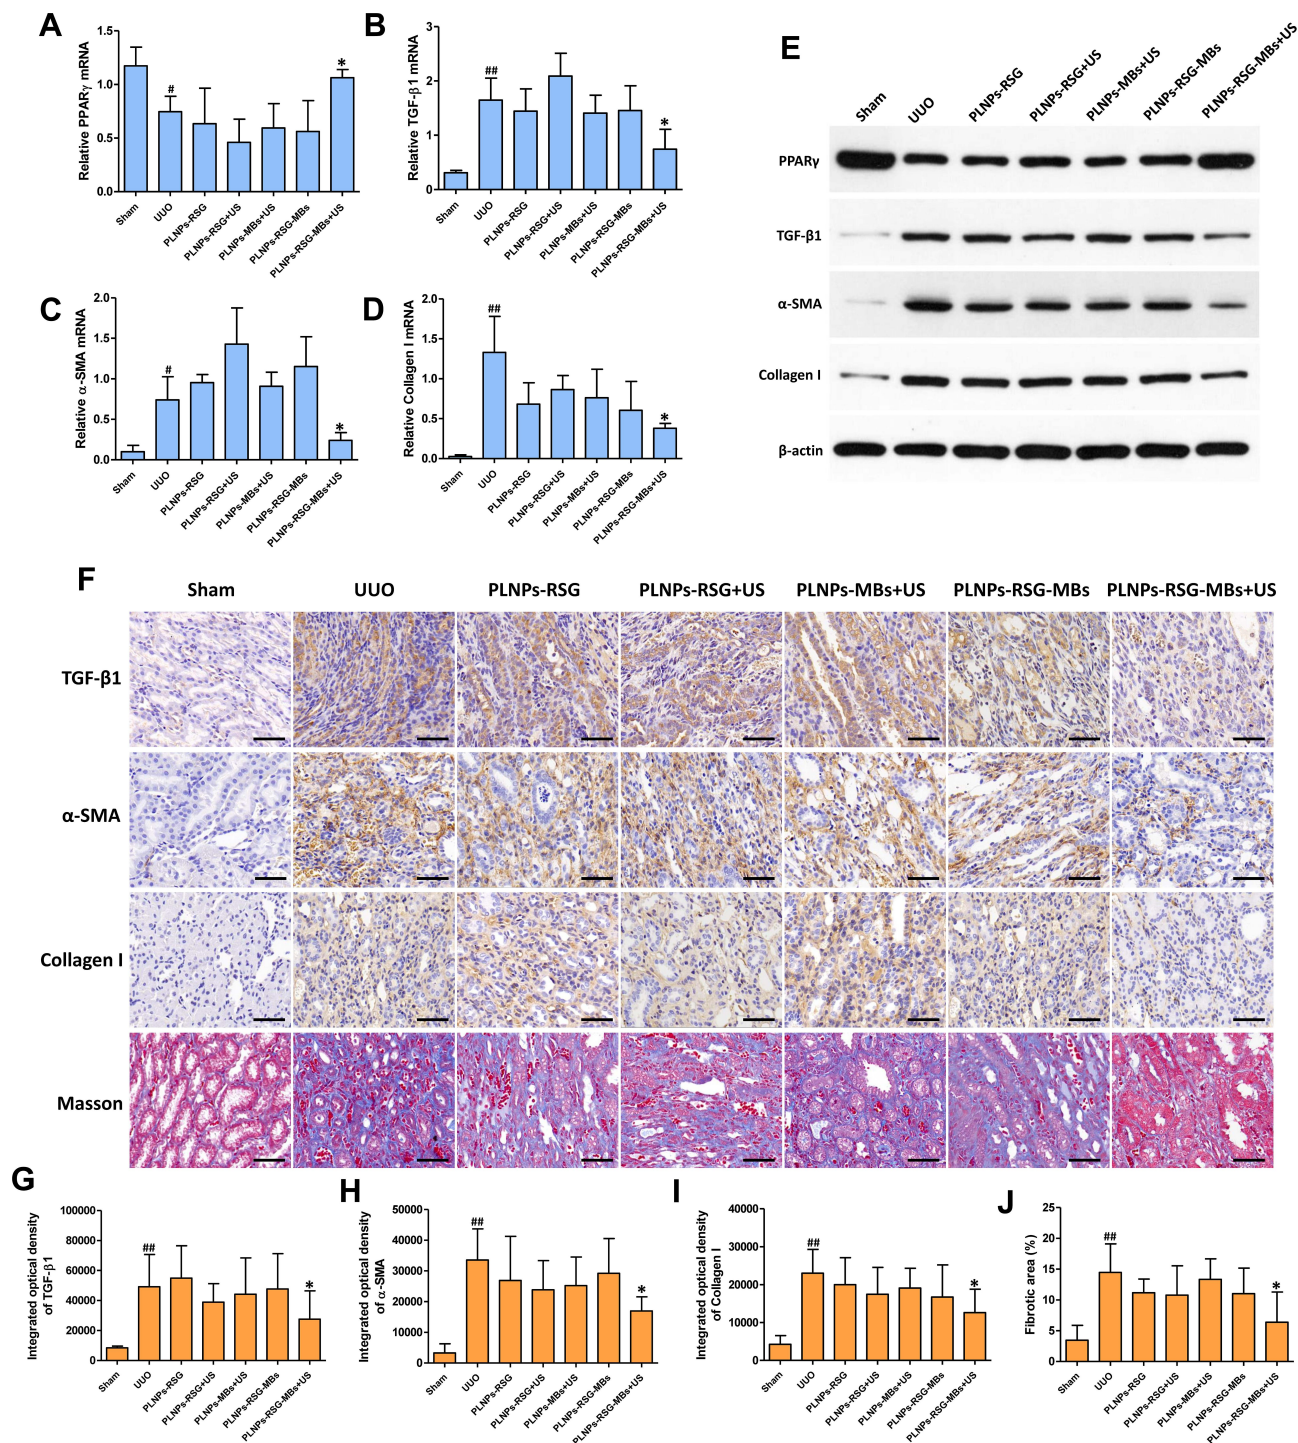 A
Relative PPARγ mRNA
1.5
1.0
0.5
0.0
#
*
Sham
UUO
PLNPs-RSG
PLNPs-RSG+US
PLNPs-MBs+US
PLNPs-RSG-MBs
PLNPs-RSG-MBs+US
B
Relative TGF-β1 mRNA
3
2
1
0
##
*
Sham
UUO
PLNPs-RSG
PLNPs-RSG+US
PLNPs-MBs+US
PLNPs-RSG-MBs
PLNPs-RSG-MBs+US
C
Relative α-SMA mRNA
2.0
1.5
1.0
0.5
0.0
#
*
Sham
UUO
PLNPs-RSG
PLNPs-RSG+US
PLNPs-MBs+US
PLNPs-RSG-MBs
PLNPs-RSG-MBs+US
D
Relative Collagen I mRNA
2.0
1.5
1.0
0.5
0.0
##
*
Sham
UUO
PLNPs-RSG
PLNPs-RSG+US
PLNPs-MBs+US
PLNPs-RSG-MBs
PLNPs-RSG-MBs+US
E
Sham
UUO
PLNPs-RSG
PLNPs-RSG+US
PLNPs-MBs+US
PLNPs-RSG-MBs
PLNPs-RSG-MBs+US
PPARγ
TGF-β1
α-SMA
Collagen I
β-actin
F
Sham UUO PLNPs-RSG PLNPs-RSG+US PLNPs-MBs+US PLNPs-RSG-MBs PLNPs-RSG-MBs+US
TGF-β1
α-SMA
Collagen I
Masson
G
Integrated optical density
of TGF-β1
100000
80000
60000
40000
20000
0
##
*
Sham
UUO
PLNPs-RSG
PLNPs-RSG+US
PLNPs-MBs+US
PLNPs-RSG-MBs
PLNPs-RSG-MBs+US
H
Integrated optical density
of α-SMA
50000
40000
30000
20000
10000
0
##
*
Sham
UUO
PLNPs-RSG
PLNPs-RSG+US
PLNPs-MBs+US
PLNPs-RSG-MBs
PLNPs-RSG-MBs+US
I
Integrated optical density
of Collagen I
40000
30000
20000
10000
0
##
*
Sham
UUO
PLNPs-RSG
PLNPs-RSG+US
PLNPs-MBs+US
PLNPs-RSG-MBs
PLNPs-RSG-MBs+US
J
Fibrotic area (%)
25
20
15
10
5
0
##
*
Sham
UUO
PLNPs-RSG
PLNPs-RSG+US
PLNPs-MBs+US
PLNPs-RSG-MBs
PLNPs-RSG-MBs+US